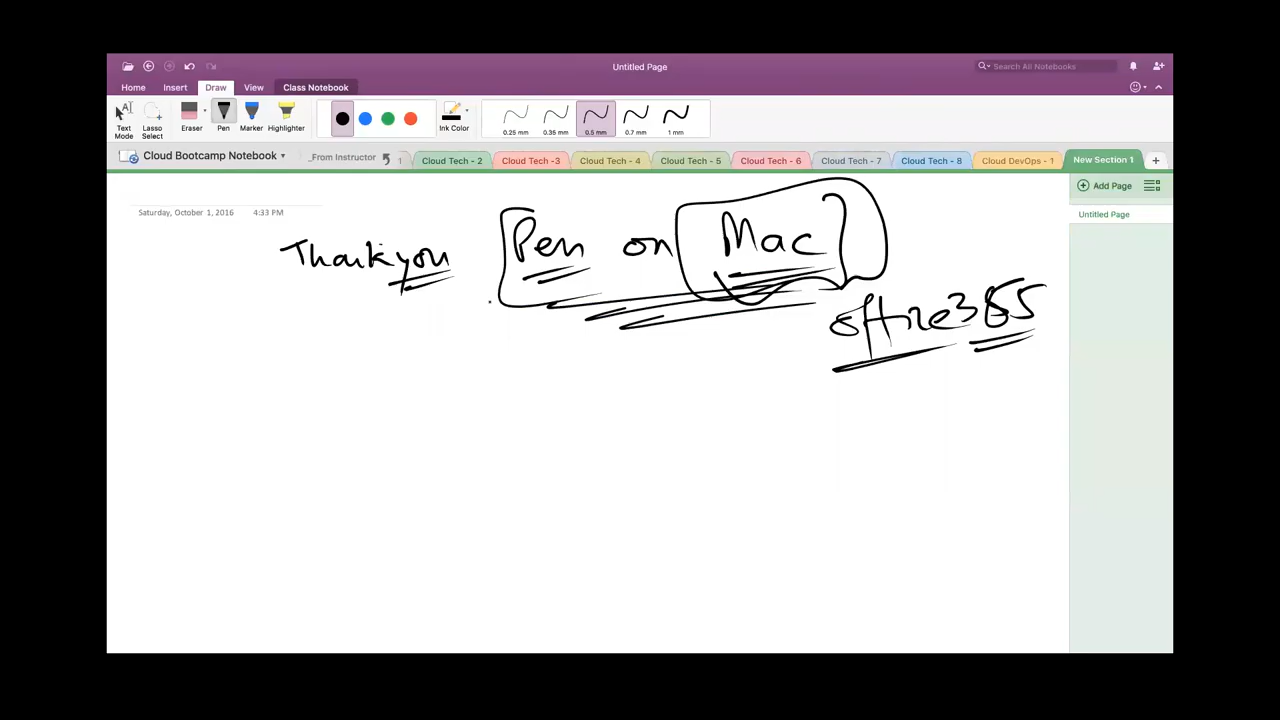 Untitled Page
Search All Notebooks
Home Insert Draw View Class Notebook
Text Mode
Lasso Select
Eraser Pen Marker Highlighter
Ink Color
0.25 mm 0.35 mm 0.5 mm 0.7 mm 1 mm
Cloud Bootcamp Notebook _From Instructor 1 Cloud Tech - 2 Cloud Tech -3 Cloud Tech - 4 Cloud Tech - 5 Cloud Tech - 6 Cloud Tech - 7 Cloud Tech - 8 Cloud DevOps - 1 New Section 1 +
Add Page
Saturday, October 1, 2016 4:33 PM
Untitled Page
Thankyou [Pen on Mac]
office365